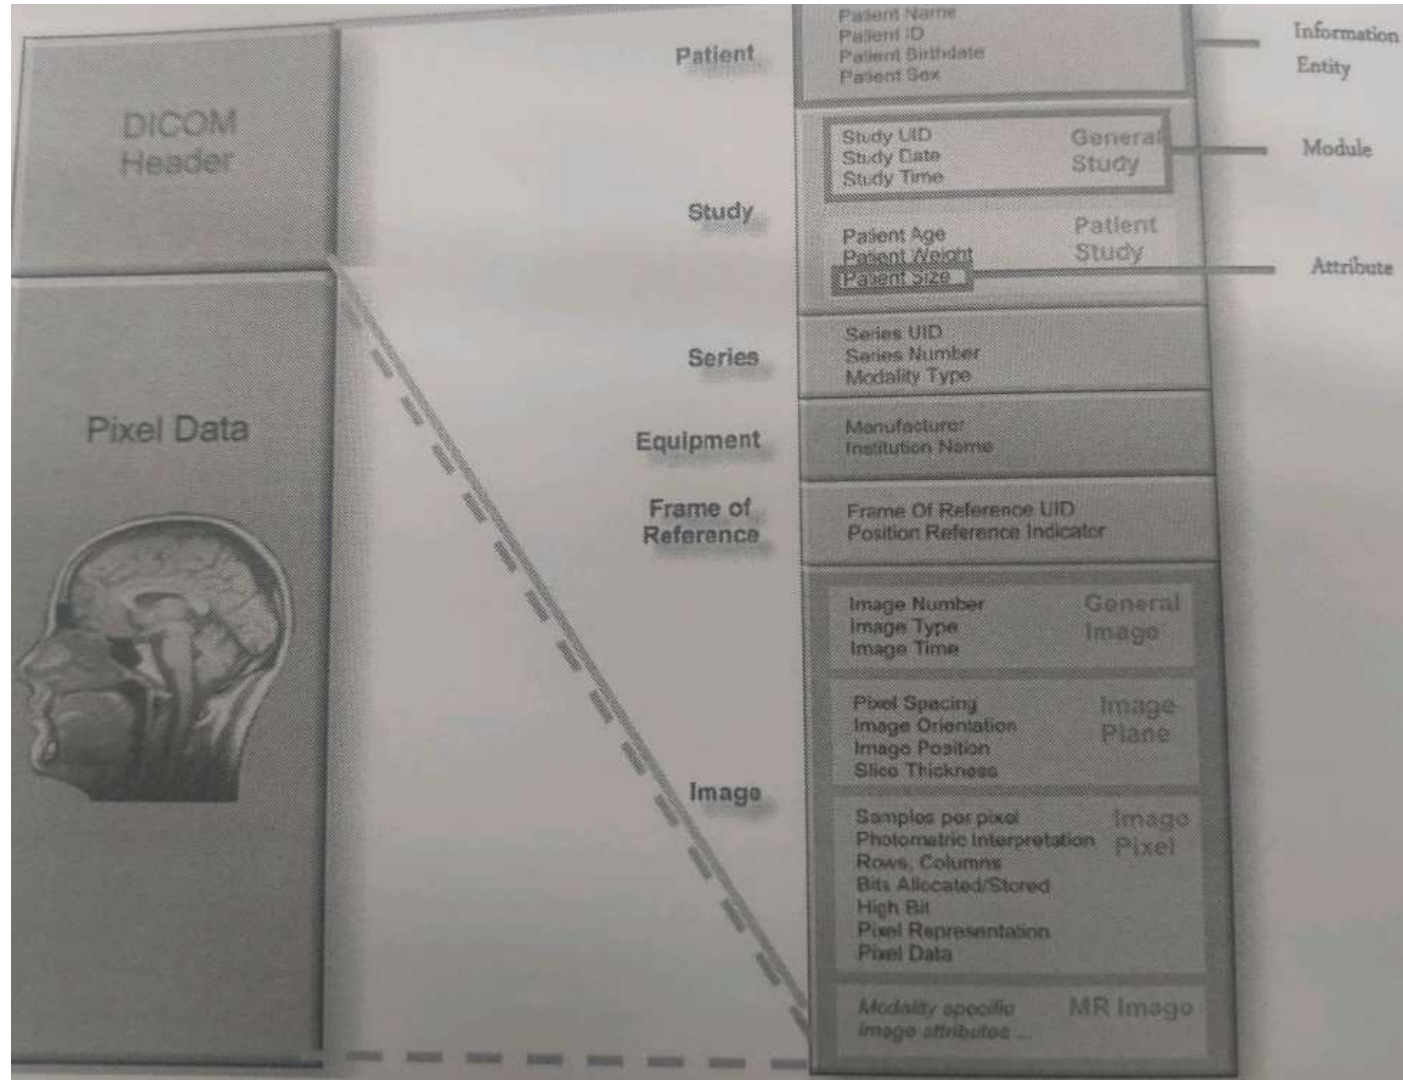 DICOM
Header
Pixel Data
Patient
Patient Name
Patient ID
Patient Birthdate
Patient Sex
Information
Entity
Study
Study UID
Study Date
Study Time
General
Study
Module
Patient Age
Patient Weight
Patient Size
Patient
Study
Attribute
Series
Series UID
Series Number
Modality Type
Equipment
Manufacturer
Institution Name
Frame of
Reference
Frame Of Reference UID
Position Reference Indicator
Image
Image Number
Image Type
Image Time
General
Image
Pixel Spacing
Image Orientation
Image Position
Slice Thickness
Image
Plane
Samples per pixel
Photometric Interpretation
Rows, Columns
Bits Allocated/Stored
High Bit
Pixel Representation
Pixel Data
Image
Pixel
Modality specific
image attributes ...
MR Image